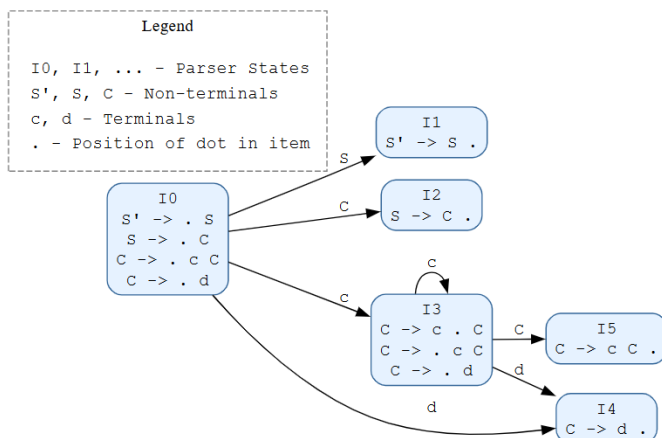 Legend
I0, I1, ... - Parser States
S', S, C - Non-terminals
c, d - Terminals
. - Position of dot in item
I1
S' -> S .
S
I0
S' -> . S
S -> . C
C -> . c C
C -> . d
I2
S -> C .
C
c
c
I3
C -> c . C
C -> . c C
C -> . d
C
I5
C -> c C .
d
d
I4
C -> d .